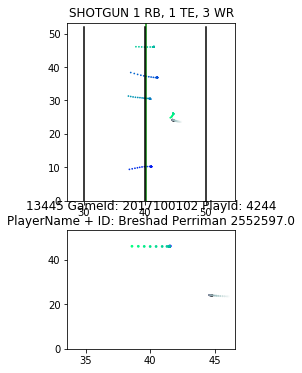 SHOTGUN 1 RB, 1 TE, 3 WR
50
40
30
20
10
0
30 40 50
13445 GameId: 2017100102 PlayId: 4244
PlayerName + ID: Breshad Perriman 2552597.0
40
20
0
35 40 45